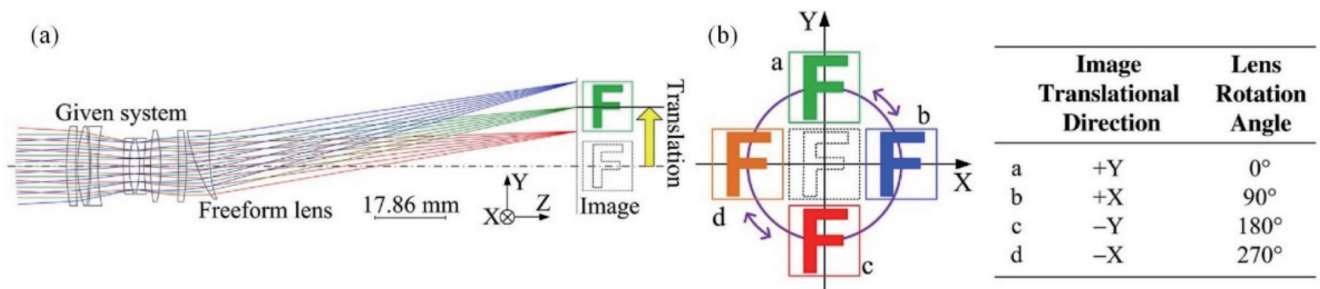 (a)
Given system
Freeform lens
17.86 mm
Y
X
Z
F
F
Image
Translation
(b)
Y
X
a
F
b
F
F
d
F
F
c
Image Translational Direction
Lens Rotation Angle
a +Y 0°
b +X 90°
c −Y 180°
d −X 270°